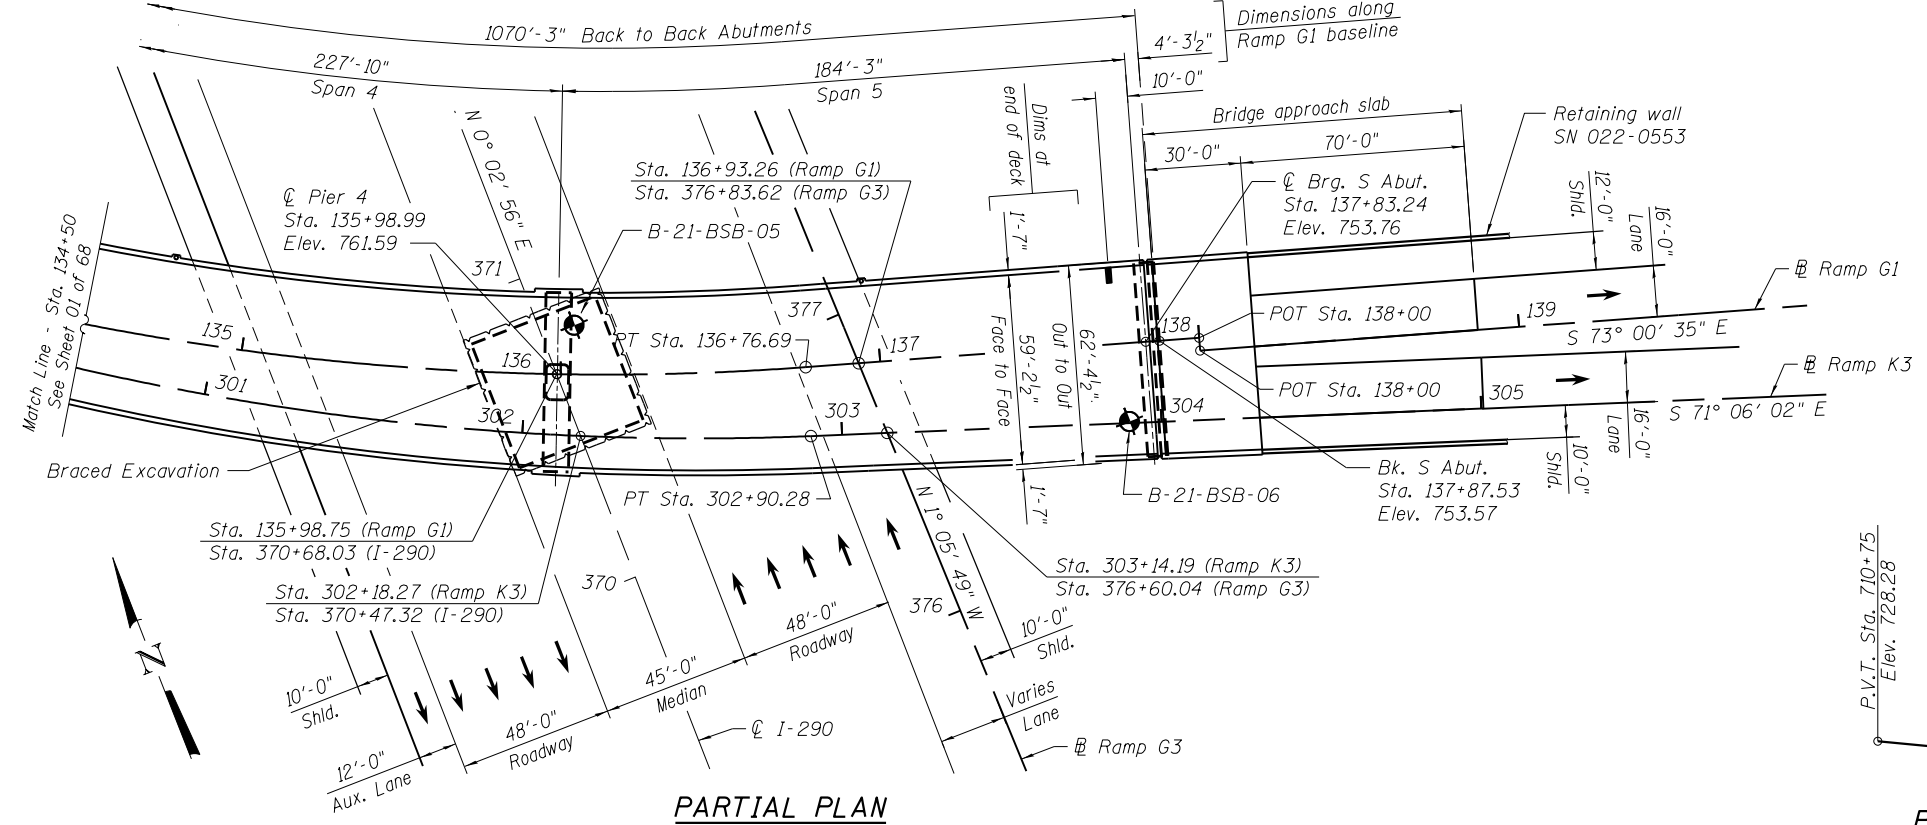 1070'-3" Back to Back Abutments
Dimensions along
Ramp G1 baseline
4'-3½"
10'-0"
227'-10"
Span 4
184'-3"
Span 5
Dims at
end of deck
Bridge approach slab
30'-0"
70'-0"
Retaining wall
SN 022-0553
N 0° 02' 56" E
Sta. 136+93.26 (Ramp G1)
Sta. 376+83.62 (Ramp G3)
℄ Pier 4
Sta. 135+98.99
Elev. 761.59
B-21-BSB-05
℄ Brg. S Abut.
Sta. 137+83.24
Elev. 753.76
12'-0"
Shld.
16'-0"
Lane
Match Line - Sta. 134+50
See Sheet 01 of 68
371
377
1'-7"
135
136
137
138
139
PT Sta. 136+76.69
POT Sta. 138+00
POT Sta. 138+00
B Ramp G1
S 73° 00' 35" E
B Ramp K3
S 71° 06' 02" E
Face to Face
59'-2½"
Out to Out
62'-4½"
301
302
303
304
305
16'-0"
Lane
10'-0"
Shld.
Braced Excavation
PT Sta. 302+90.28
1'-7"
B-21-BSB-06
Bk. S Abut.
Sta. 137+87.53
Elev. 753.57
N 1° 05' 49" W
Sta. 135+98.75 (Ramp G1)
Sta. 370+68.03 (I-290)
Sta. 302+18.27 (Ramp K3)
Sta. 370+47.32 (I-290)
Sta. 303+14.19 (Ramp K3)
Sta. 376+60.04 (Ramp G3)
370
376
N
10'-0"
Shld.
12'-0"
Aux. Lane
48'-0"
Roadway
45'-0"
Median
48'-0"
Roadway
10'-0"
Shld.
Varies
Lane
℄ I-290
B Ramp G3
P.V.T. Sta. 710+75
Elev. 728.28
PARTIAL PLAN